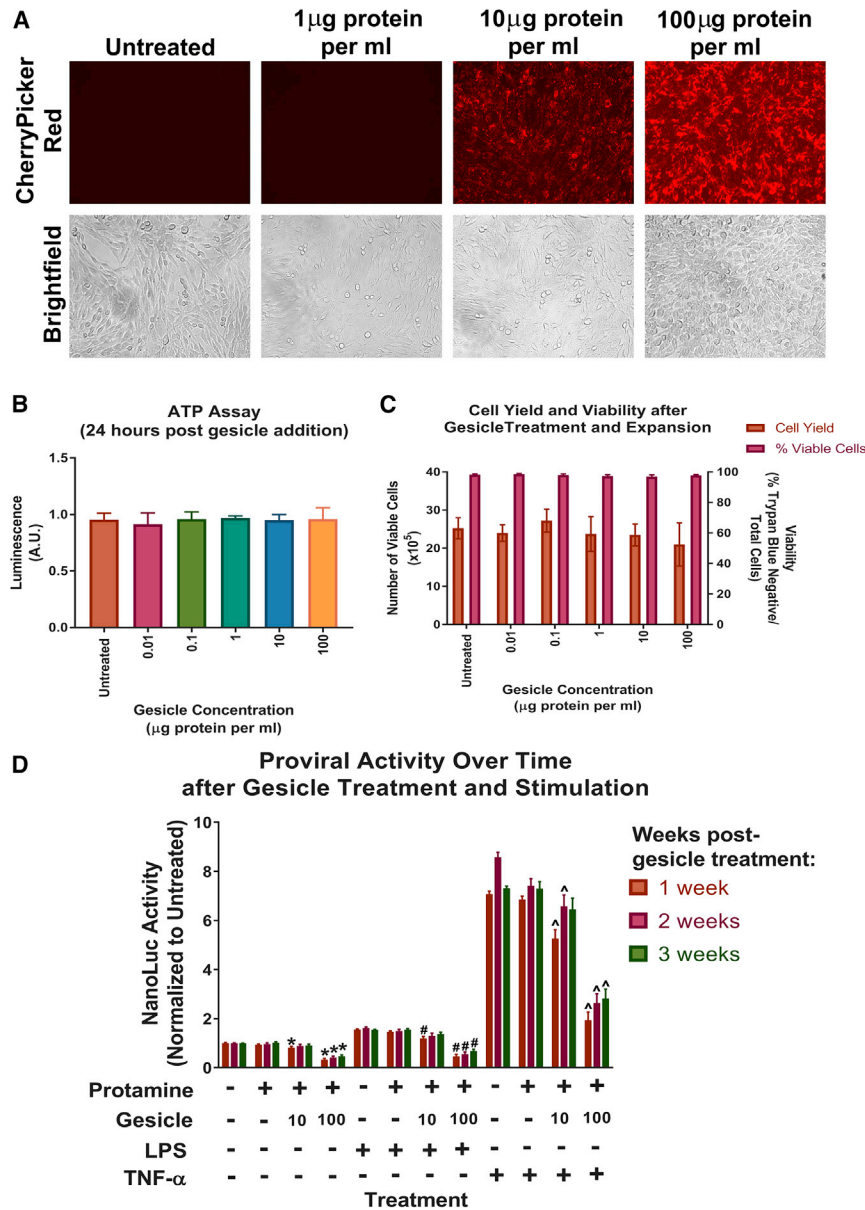 A
Untreated
1μg protein
per ml
10μg protein
per ml
100μg protein
per ml
CherryPicker
Red
Brightfield
B
ATP Assay
(24 hours post gesicle addition)
Luminescence
(A.U.)
1.5
1.0
0.5
0.0
Untreated
0.01
0.1
1
10
100
Gesicle Concentration
(μg protein per ml)
C
Cell Yield and Viability after
GesicleTreatment and Expansion
Cell Yield
% Viable Cells
Number of Viable Cells
(x10⁵)
40
30
20
10
0
100
80
60
40
20
0
Viability
(% Trypan Blue Negative/
Total Cells)
Untreated
0.01
0.1
1
10
100
Gesicle Concentration
(μg protein per ml)
D
Proviral Activity Over Time
after Gesicle Treatment and Stimulation
NanoLuc Activity
(Normalized to Untreated)
10
8
6
4
2
0
*
* * *
#
# # #
^
^
^ ^ ^
Weeks post-
gesicle treatment:
1 week
2 weeks
3 weeks
Protamine - + + + - + + + - + + +
Gesicle - - 10 100 - - 10 100 - - 10 100
LPS - - - - + + + + - - - -
TNF-α - - - - - - - - + + + +
Treatment